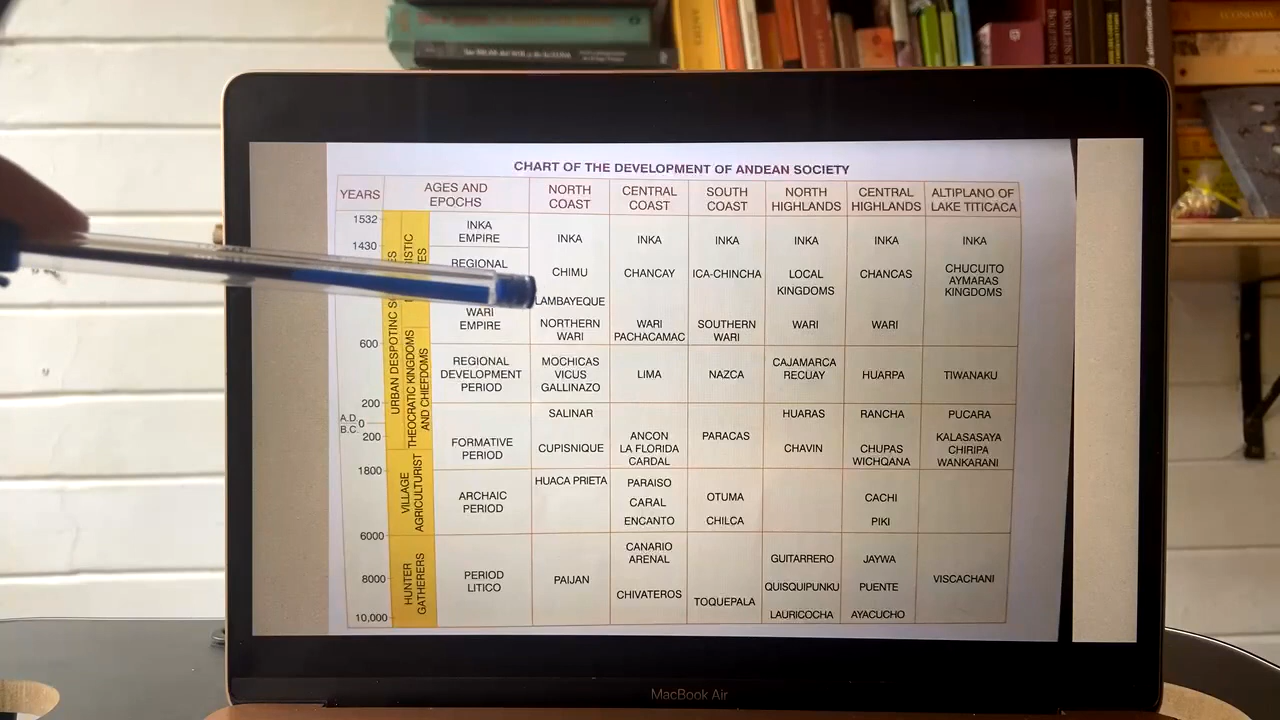 CHART OF THE DEVELOPMENT OF ANDEAN SOCIETY
YEARS
AGES AND
EPOCHS
NORTH
COAST
CENTRAL
COAST
SOUTH
COAST
NORTH
HIGHLANDS
CENTRAL
HIGHLANDS
ALTIPLANO OF
LAKE TITICACA
1532
1430
600
200
A.D.
0
B.C.
200
1800
6000
8000
10,000
URBAN DESPOTINC
THEOCRATIC KINGDOMS
AND CHIEFDOMS
VILLAGE
AGRICULTURIST
HUNTER
GATHERERS
INKA
EMPIRE
INKA
INKA
INKA
INKA
INKA
INKA
REGIONAL
CHIMU
LAMBAYEQUE
CHANCAY
ICA-CHINCHA
LOCAL
KINGDOMS
CHANCAS
CHUCUITO
AYMARAS
KINGDOMS
WARI
EMPIRE
NORTHERN
WARI
WARI
PACHACAMAC
SOUTHERN
WARI
WARI
WARI
REGIONAL
DEVELOPMENT
PERIOD
MOCHICAS
VICUS
GALLINAZO
LIMA
NAZCA
CAJAMARCA
RECUAY
HUARPA
TIWANAKU
FORMATIVE
PERIOD
SALINAR
CUPISNIQUE
ANCON
LA FLORIDA
CARDAL
PARACAS
HUARAS
CHAVIN
RANCHA
CHUPAS
WICHQANA
PUCARA
KALASASAYA
CHIRIPA
WANKARANI
ARCHAIC
PERIOD
HUACA PRIETA
PARAISO
CARAL
ENCANTO
OTUMA
CHILCA
CACHI
PIKI
PERIOD
LITICO
PAIJAN
CANARIO
ARENAL
CHIVATEROS
TOQUEPALA
GUITARRERO
QUISQUIPUNKU
LAURICOCHA
JAYWA
PUENTE
AYACUCHO
VISCACHANI
MacBook Air